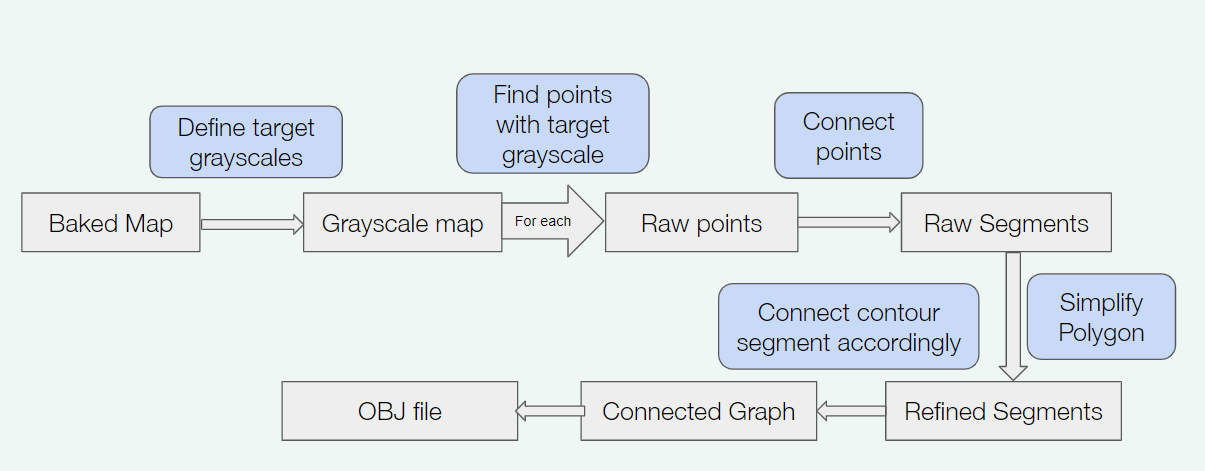 Define target
grayscales
Find points
with target
grayscale
Connect
points
Baked Map
Grayscale map
For each
Raw points
Raw Segments
Connect contour
segment accordingly
Simplify
Polygon
OBJ file
Connected Graph
Refined Segments